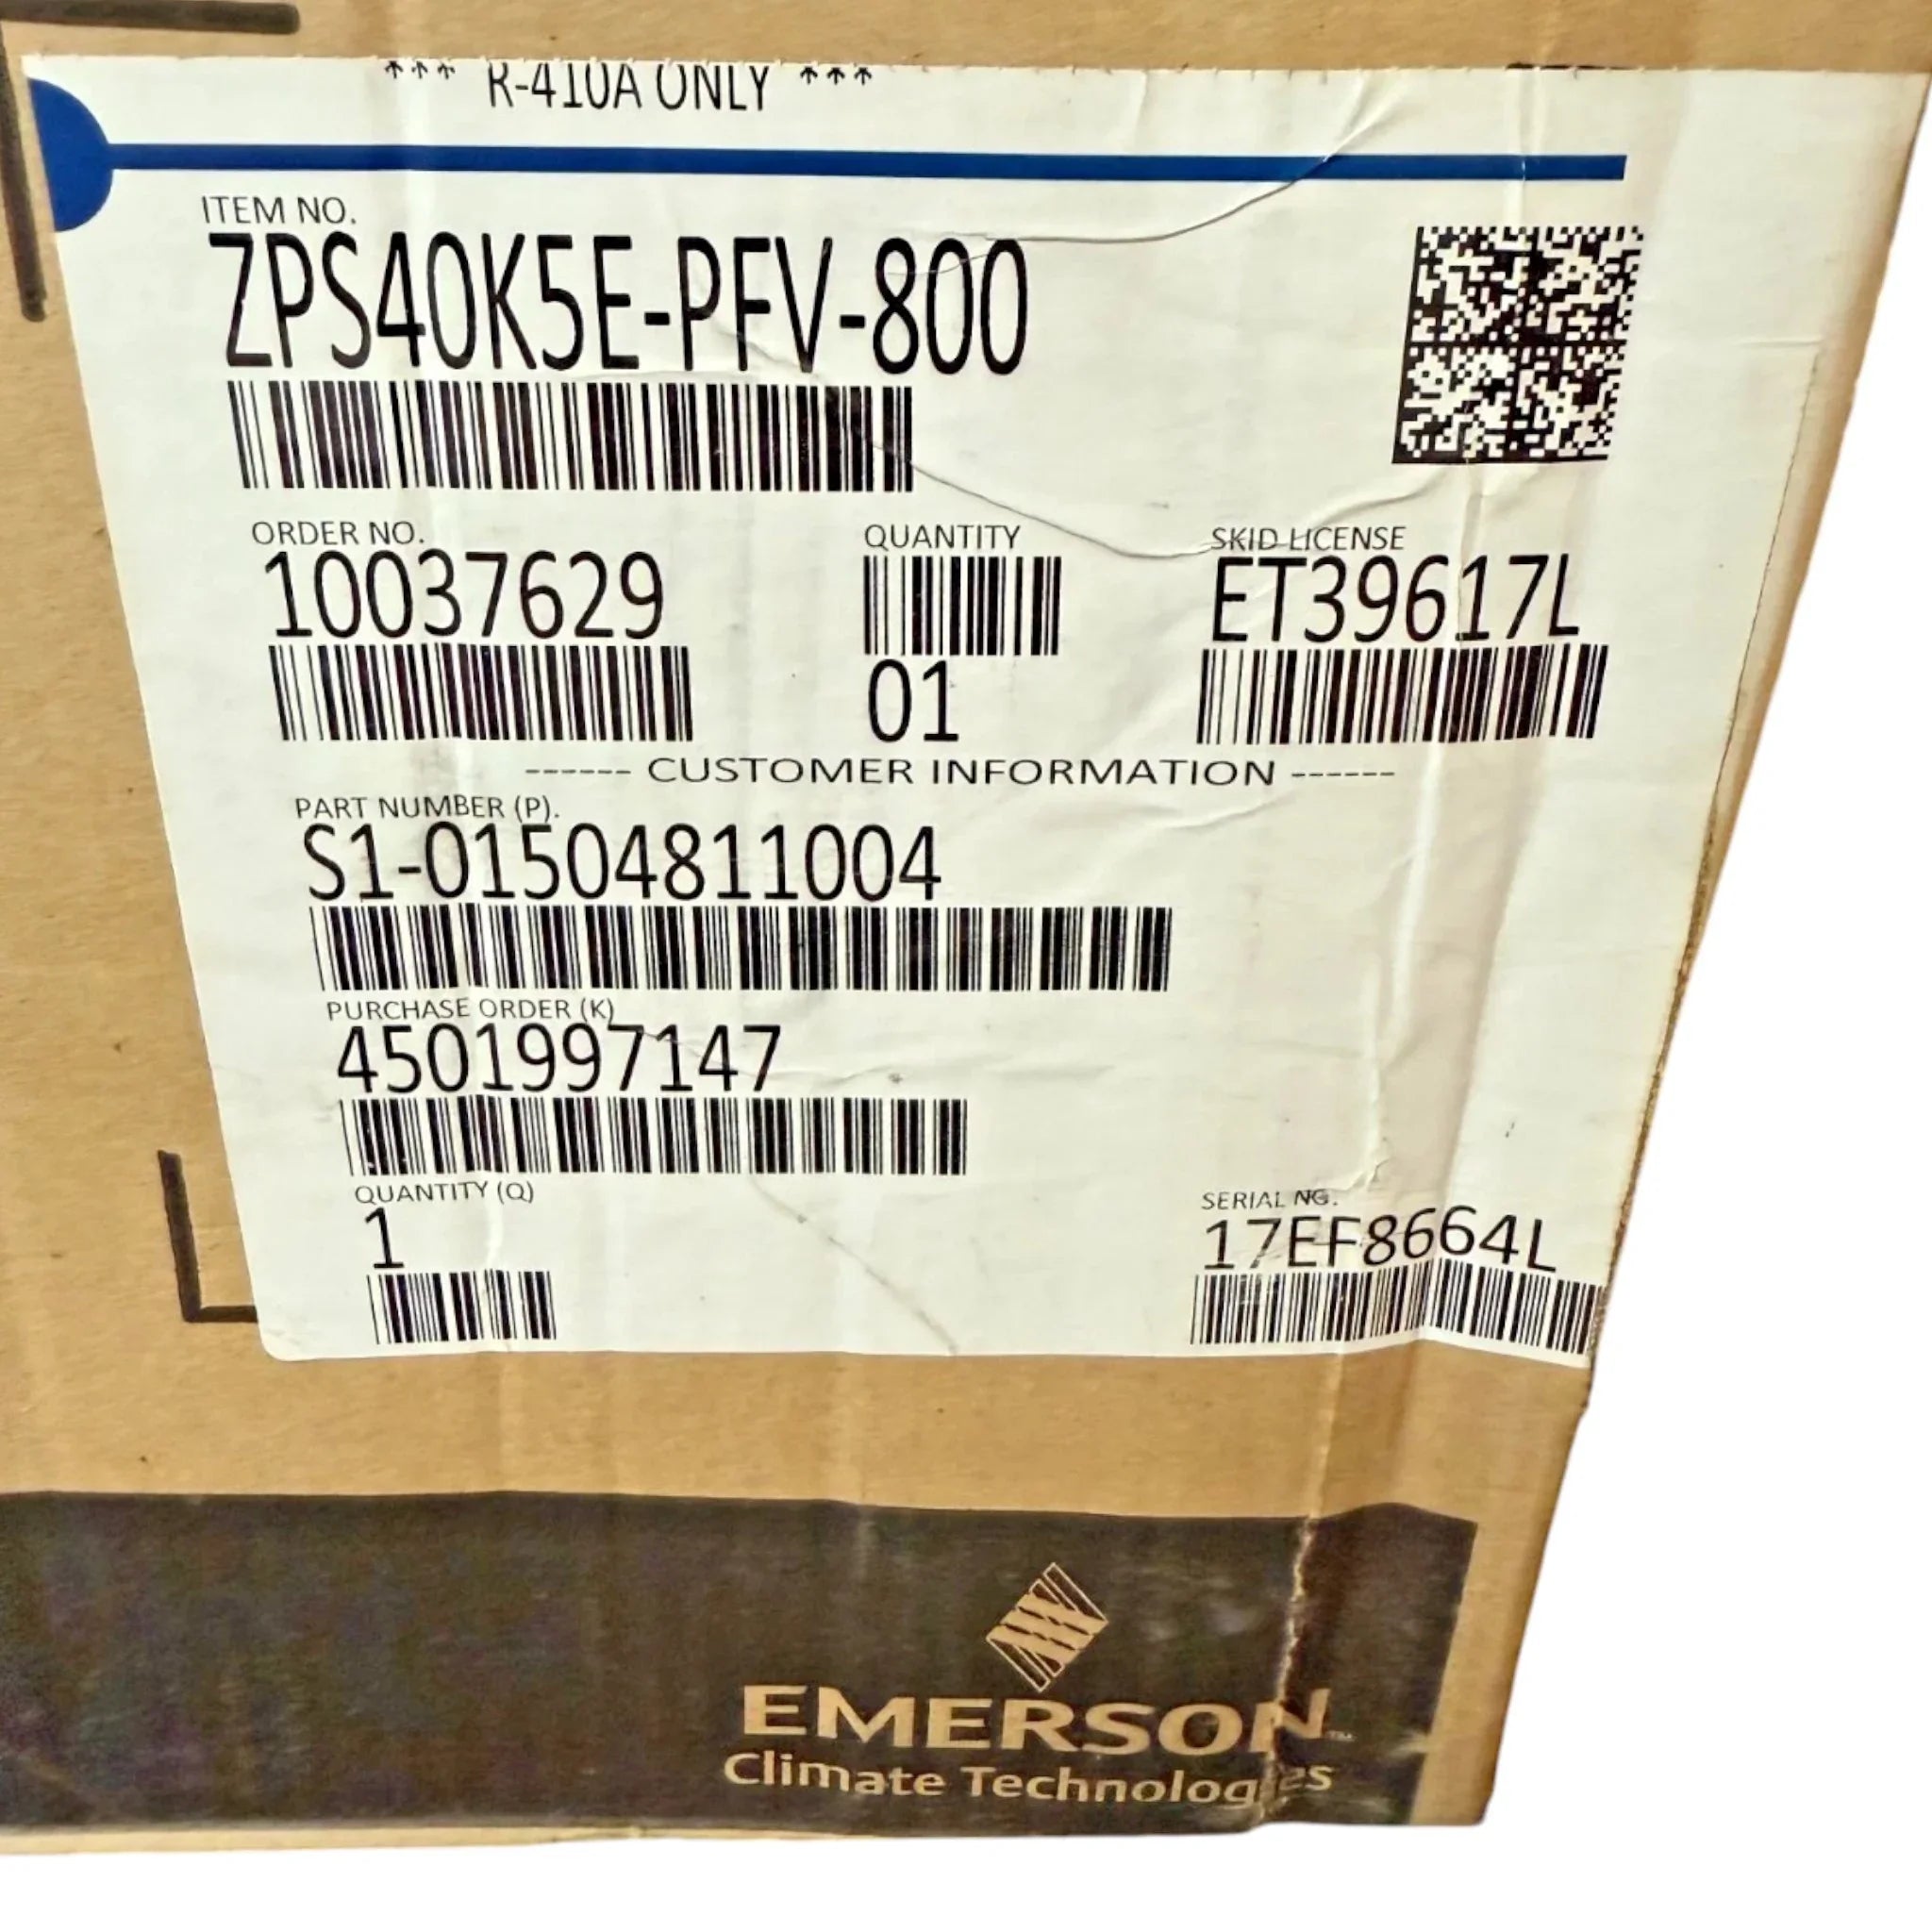 *** R-410A ONLY ***
ITEM NO.
ZPS40K5E-PFV-800
ORDER NO. QUANTITY SKID LICENSE
10037629 ET39617L
01
------ CUSTOMER INFORMATION ------
PART NUMBER (P).
S1-01504811004
PURCHASE ORDER (K)
4501997147
QUANTITY (Q) SERIAL NO.
1 17EF8664L
EMERSON™
Climate Technologies